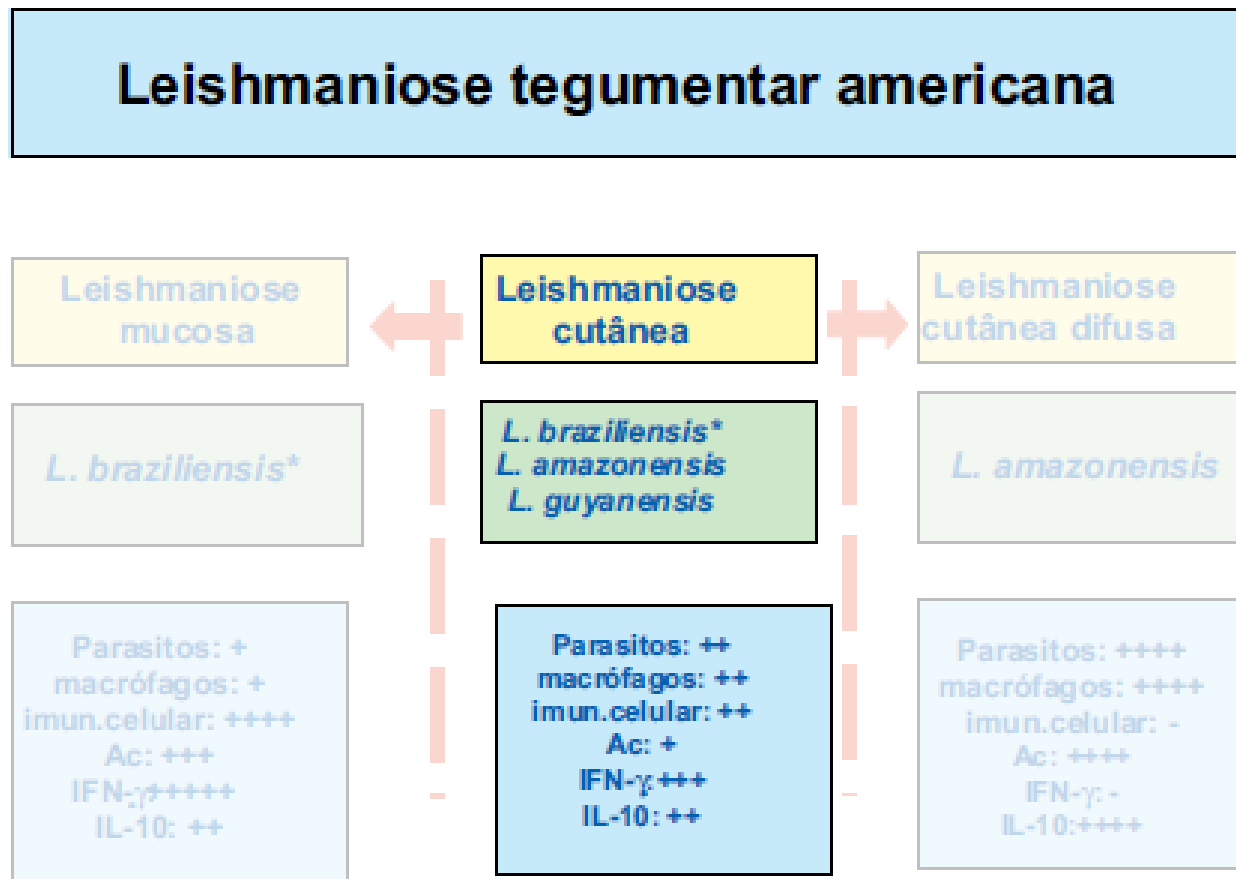 Leishmaniose tegumentar americana
Leishmaniose
mucosa
L. braziliensis*
Parasitos: +
macrófagos: +
imun.celular: ++++
Ac: +++
IFN-γ:+++++
IL-10: ++
Leishmaniose
cutânea
L. braziliensis*
L. amazonensis
L. guyanensis
Parasitos: ++
macrófagos: ++
imun.celular: ++
Ac: +
IFN-γ:+++
IL-10: ++
Leishmaniose
cutânea difusa
L. amazonensis
Parasitos: ++++
macrófagos: ++++
imun.celular: -
Ac: ++++
IFN-γ: -
IL-10:++++